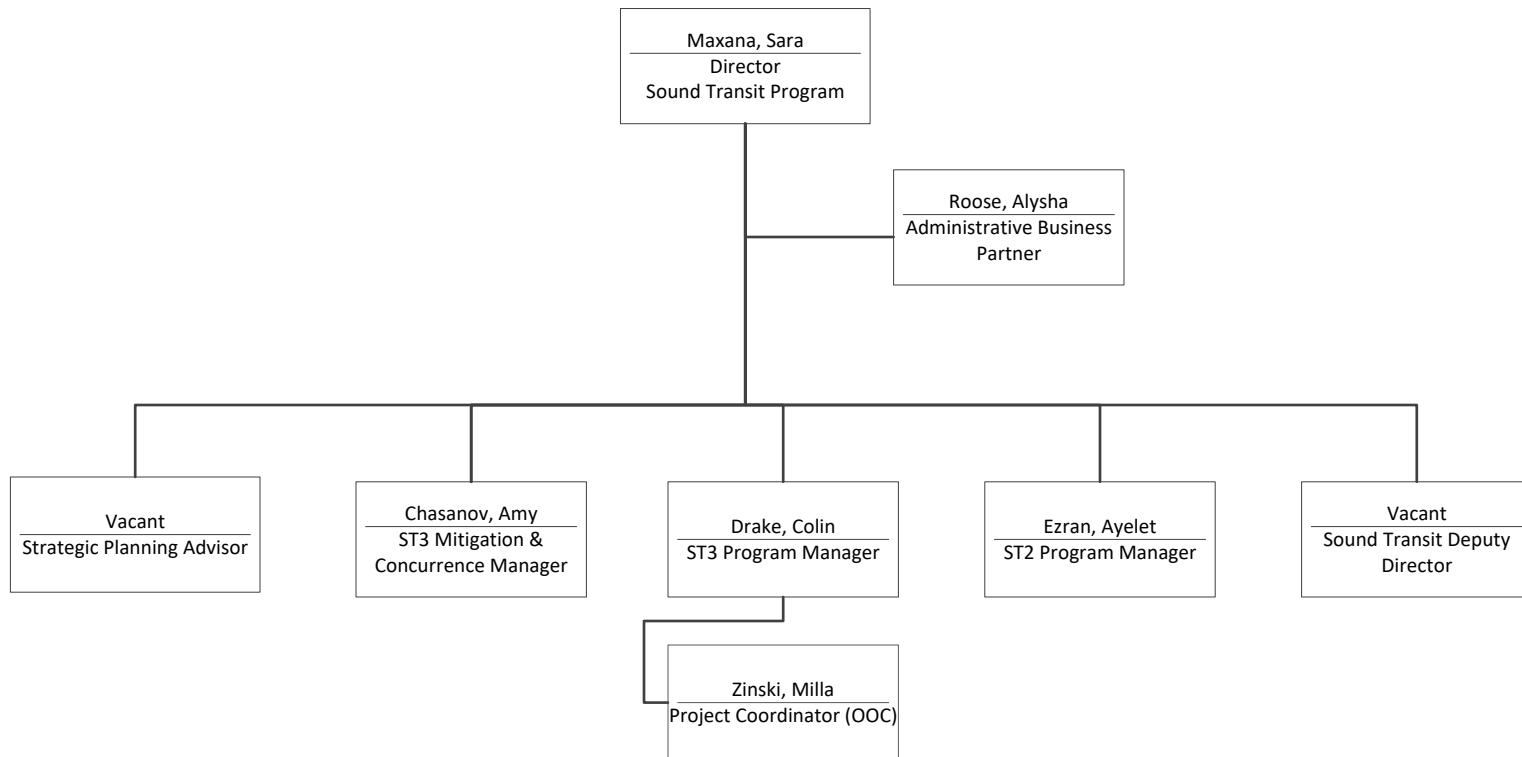 Maxana, Sara
Director
Sound Transit Program
Roose, Alysha
Administrative Business
Partner
Vacant
Strategic Planning Advisor
Chasanov, Amy
ST3 Mitigation &
Concurrence Manager
Drake, Colin
ST3 Program Manager
Ezran, Ayelet
ST2 Program Manager
Vacant
Sound Transit Deputy
Director
Zinski, Milla
Project Coordinator (OOC)